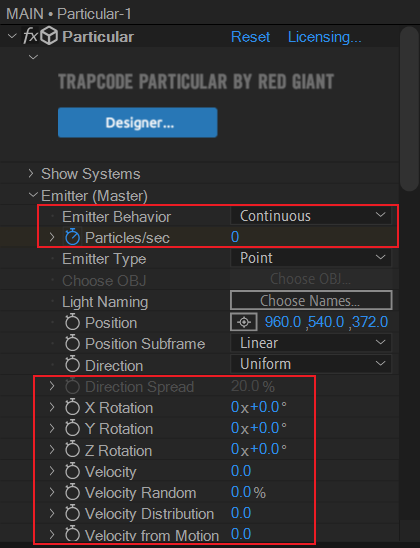 MAIN • Particular-1
fx Particular Reset Licensing...
TRAPCODE PARTICULAR BY RED GIANT
Designer...
Show Systems
Emitter (Master)
Emitter Behavior Continuous
Particles/sec 0
Emitter Type Point
Choose OBJ Choose OBJ...
Light Naming Choose Names...
Position 960.0 ,540.0 ,372.0
Position Subframe Linear
Direction Uniform
Direction Spread 20.0 %
X Rotation 0x+0.0°
Y Rotation 0x+0.0°
Z Rotation 0x+0.0°
Velocity 0.0
Velocity Random 0.0 %
Velocity Distribution 0.0
Velocity from Motion 0.0